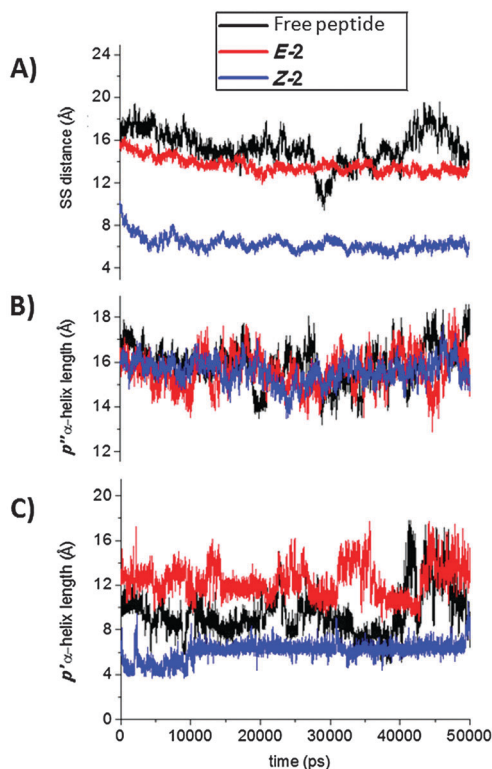 Free peptide
E-2
Z-2
A)
24
20
16
12
8
4
SS distance (Å)
B)
18
16
14
12
p″α-helix length (Å)
C)
20
16
12
8
4
0
p′α-helix length (Å)
0 10000 20000 30000 40000 50000
time (ps)